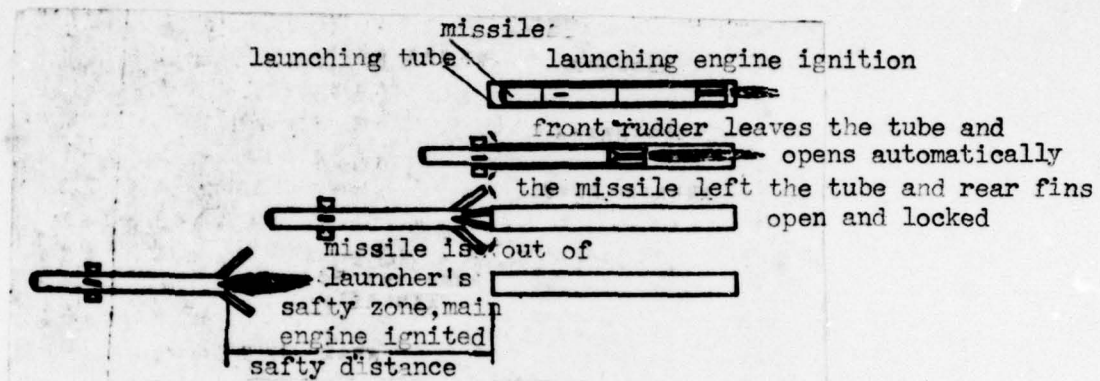 missile
launching tube launching engine ignition
front rudder leaves the tube and
opens automatically
the missile left the tube and rear fins
open and locked
missile is out of
launcher's
safty zone,main
engine ignited
safty distance